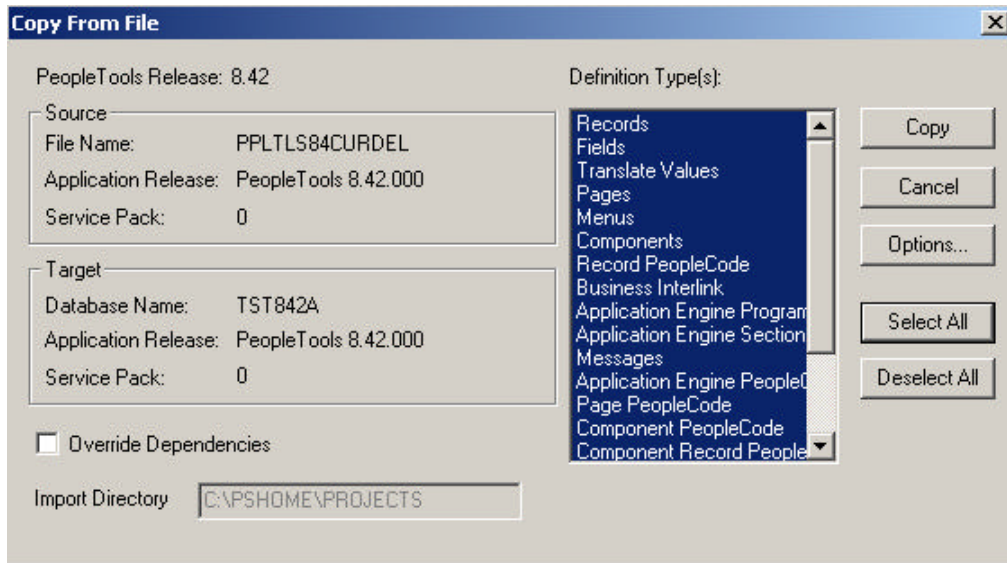 Copy From File
PeopleTools Release: 8.42
Source
File Name: PPLTLS84CURDEL
Application Release: PeopleTools 8.42.000
Service Pack: 0
Target
Database Name: TST842A
Application Release: PeopleTools 8.42.000
Service Pack: 0
Override Dependencies
Import Directory C:\PSHOME\PROJECTS
Definition Type(s):
Records
Fields
Translate Values
Pages
Menus
Components
Record PeopleCode
Business Interlink
Application Engine Program
Application Engine Section
Messages
Application Engine PeopleC
Page PeopleCode
Component PeopleCode
Component Record People
Copy
Cancel
Options...
Select All
Deselect All